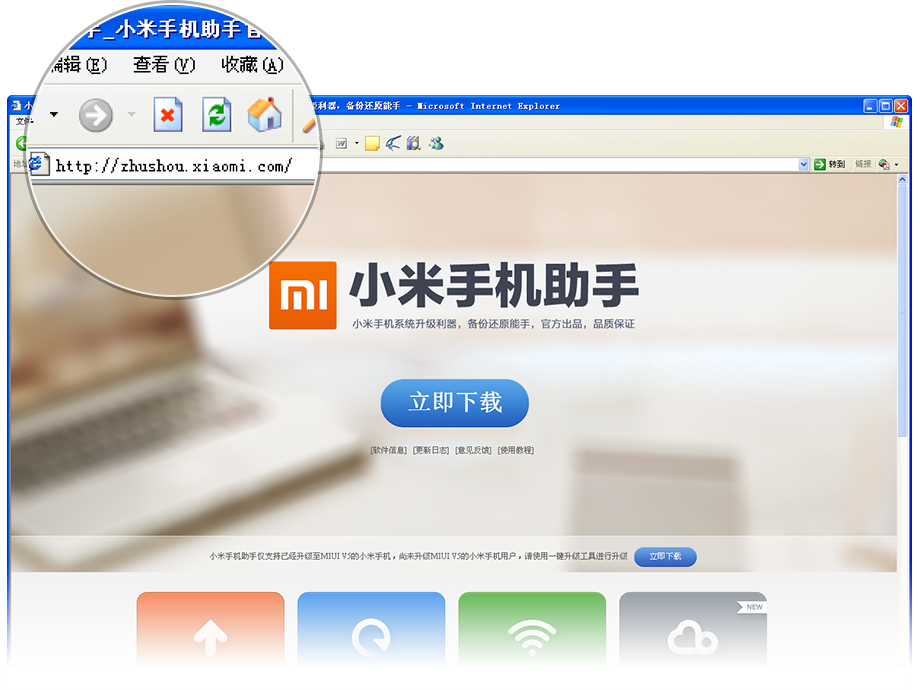 手_小米手机助手官
编辑(E) 查看(V) 收藏(A)
利器，备份还原能手 - Microsoft Internet Explorer
http://zhushou.xiaomi.com/
转到 链接
mi 小米手机助手
小米手机系统升级利器，备份还原能手，官方出品，品质保证
立即下载
[软件信息] [更新日志] [意见反馈] [使用教程]
小米手机助手仅支持已经升级至MIUI V5的小米手机，尚未升级MIUI V5的小米手机用户，请使用一键升级工具进行升级 立即下载
NEW